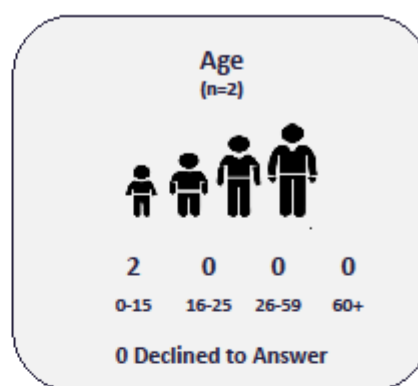 Age
(n=2)
2 0 0 0
0-15 16-25 26-59 60+
0 Declined to Answer